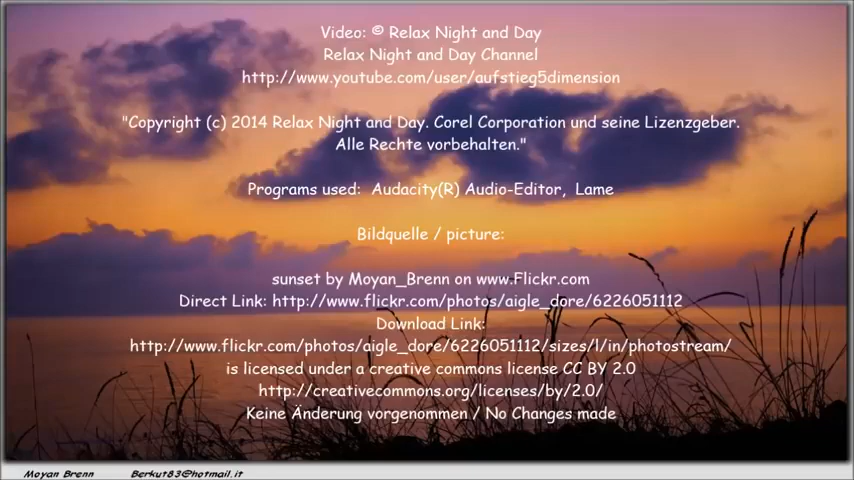 Video: © Relax Night and Day
Relax Night and Day Channel
http://www.youtube.com/user/aufstieg5dimension
"Copyright (c) 2014 Relax Night and Day. Corel Corporation und seine Lizenzgeber.
Alle Rechte vorbehalten."
Programs used:  Audacity(R) Audio-Editor,  Lame
Bildquelle / picture:
sunset by Moyan_Brenn on www.Flickr.com
Direct Link: http://www.flickr.com/photos/aigle_dore/6226051112
Download Link:
http://www.flickr.com/photos/aigle_dore/6226051112/sizes/l/in/photostream/
is licensed under a creative commons license CC BY 2.0
http://creativecommons.org/licenses/by/2.0/
Keine Änderung vorgenommen / No Changes made
Moyan Brenn Berkut83@hotmail.it